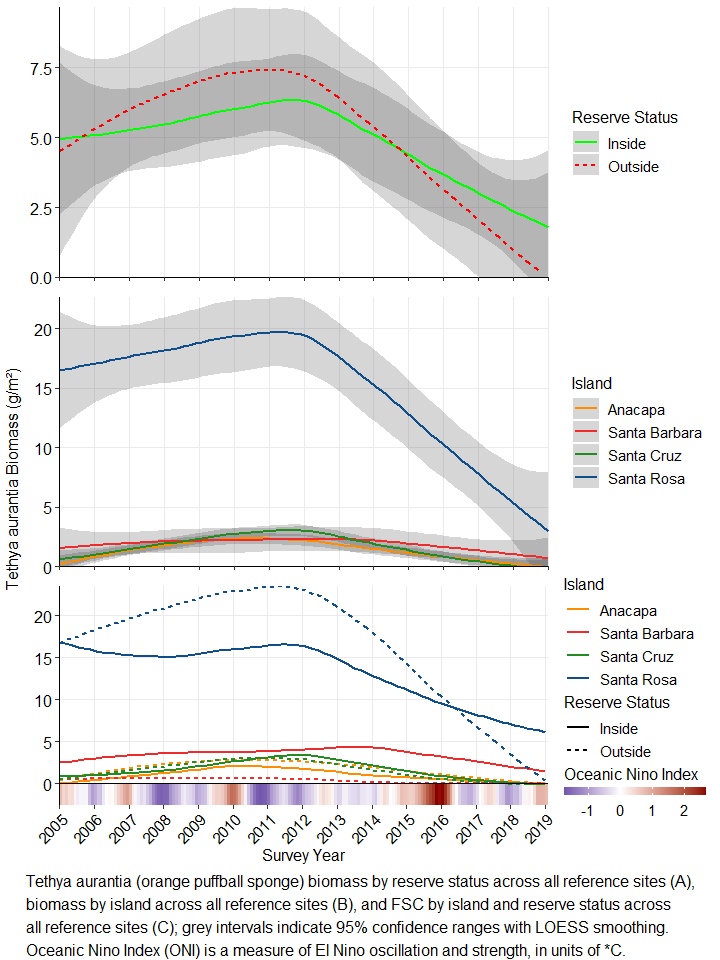 Tethya aurantia Biomass (g/m²)
7.5
5.0
2.5
0.0
Reserve Status
Inside
Outside
20
15
10
5
0
Island
Anacapa
Santa Barbara
Santa Cruz
Santa Rosa
20
15
10
5
0
Island
Anacapa
Santa Barbara
Santa Cruz
Santa Rosa
Reserve Status
Inside
Outside
Oceanic Nino Index
-1 0 1 2
2005 2006 2007 2008 2009 2010 2011 2012 2013 2014 2015 2016 2017 2018 2019
Survey Year
Tethya aurantia (orange puffball sponge) biomass by reserve status across all reference sites (A),
biomass by island across all reference sites (B), and FSC by island and reserve status across
all reference sites (C); grey intervals indicate 95% confidence ranges with LOESS smoothing.
Oceanic Nino Index (ONI) is a measure of El Nino oscillation and strength, in units of *C.